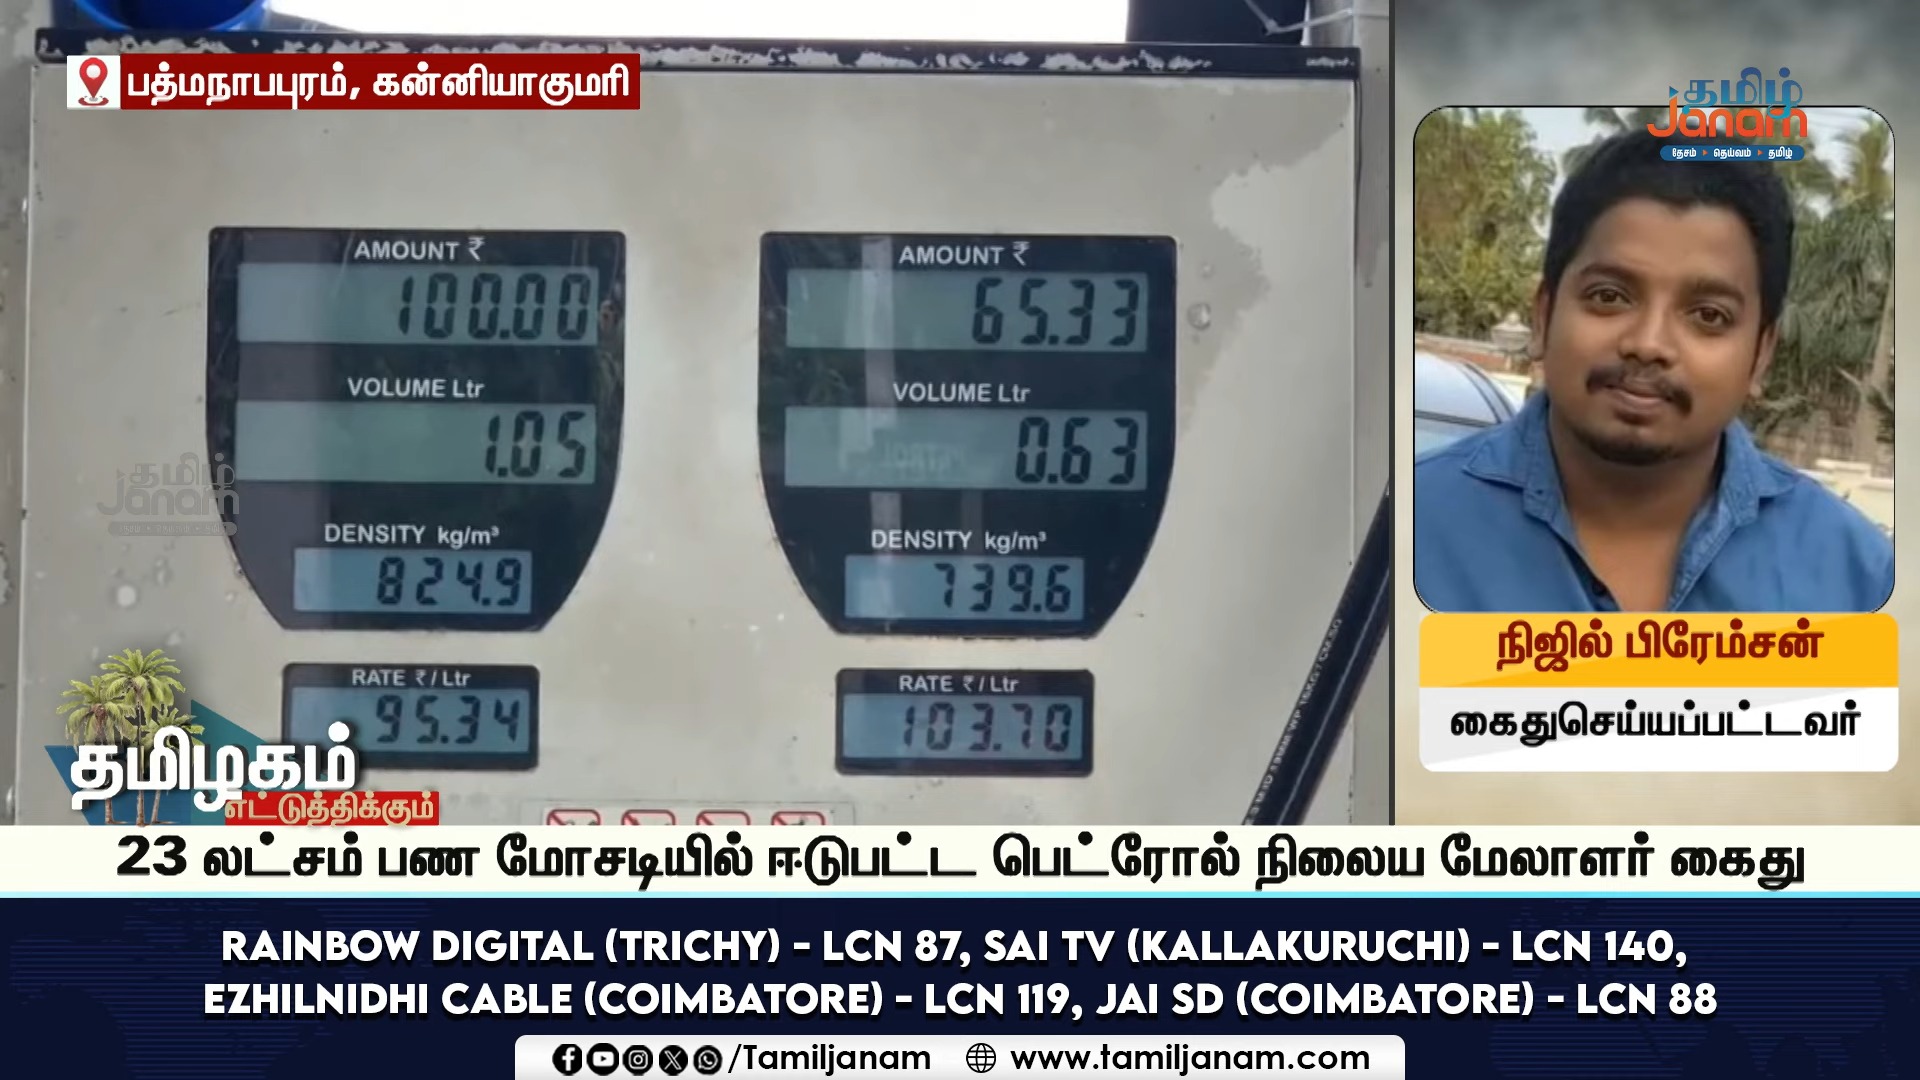 பத்மநாபபுரம், கன்னியாகுமரி
தமிழ்
Janam
தேசம் • தெய்வம் • தமிழ்
AMOUNT ₹
100.00
VOLUME Ltr
1.05
DENSITY kg/m³
824.9
RATE ₹/Ltr
95.34
AMOUNT ₹
65.33
VOLUME Ltr
0.63
DENSITY kg/m³
739.6
RATE ₹/Ltr
103.70
தமிழ்
Janam
நிஜில் பிரேம்சன்
கைதுசெய்யப்பட்டவர்
தமிழகம்
எட்டுத்திக்கும்
23 லட்சம் பண மோசடியில் ஈடுபட்ட பெட்ரோல் நிலைய மேலாளர் கைது
RAINBOW DIGITAL (TRICHY) - LCN 87, SAI TV (KALLAKURUCHI) - LCN 140,
EZHILNIDHI CABLE (COIMBATORE) - LCN 119, JAI SD (COIMBATORE) - LCN 88
/Tamiljanam www.tamiljanam.com